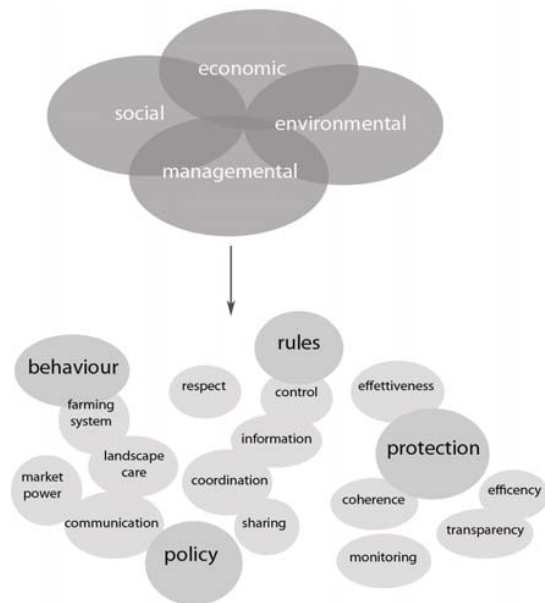 economic
social
environmental
managemental
rules
behaviour
respect
control
effettiveness
farming
system
information
protection
landscape
care
market
power
coordination
coherence
efficency
communication
sharing
transparency
policy
monitoring